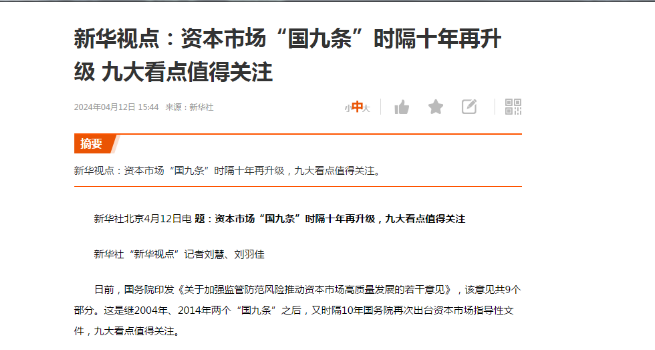 新华视点：资本市场“国九条”时隔十年再升
级 九大看点值得关注
2024年04月12日 15:44 来源：新华社
小中大
摘要
新华视点：资本市场“国九条”时隔十年再升级，九大看点值得关注。
新华社北京4月12日电 题：资本市场“国九条”时隔十年再升级，九大看点值得关注
新华社“新华视点”记者刘慧、刘羽佳
日前，国务院印发《关于加强监管防范风险推动资本市场高质量发展的若干意见》，该意见共9个
部分。这是继2004年、2014年两个“国九条”之后，又时隔10年国务院再次出台资本市场指导性文
件，九大看点值得关注。